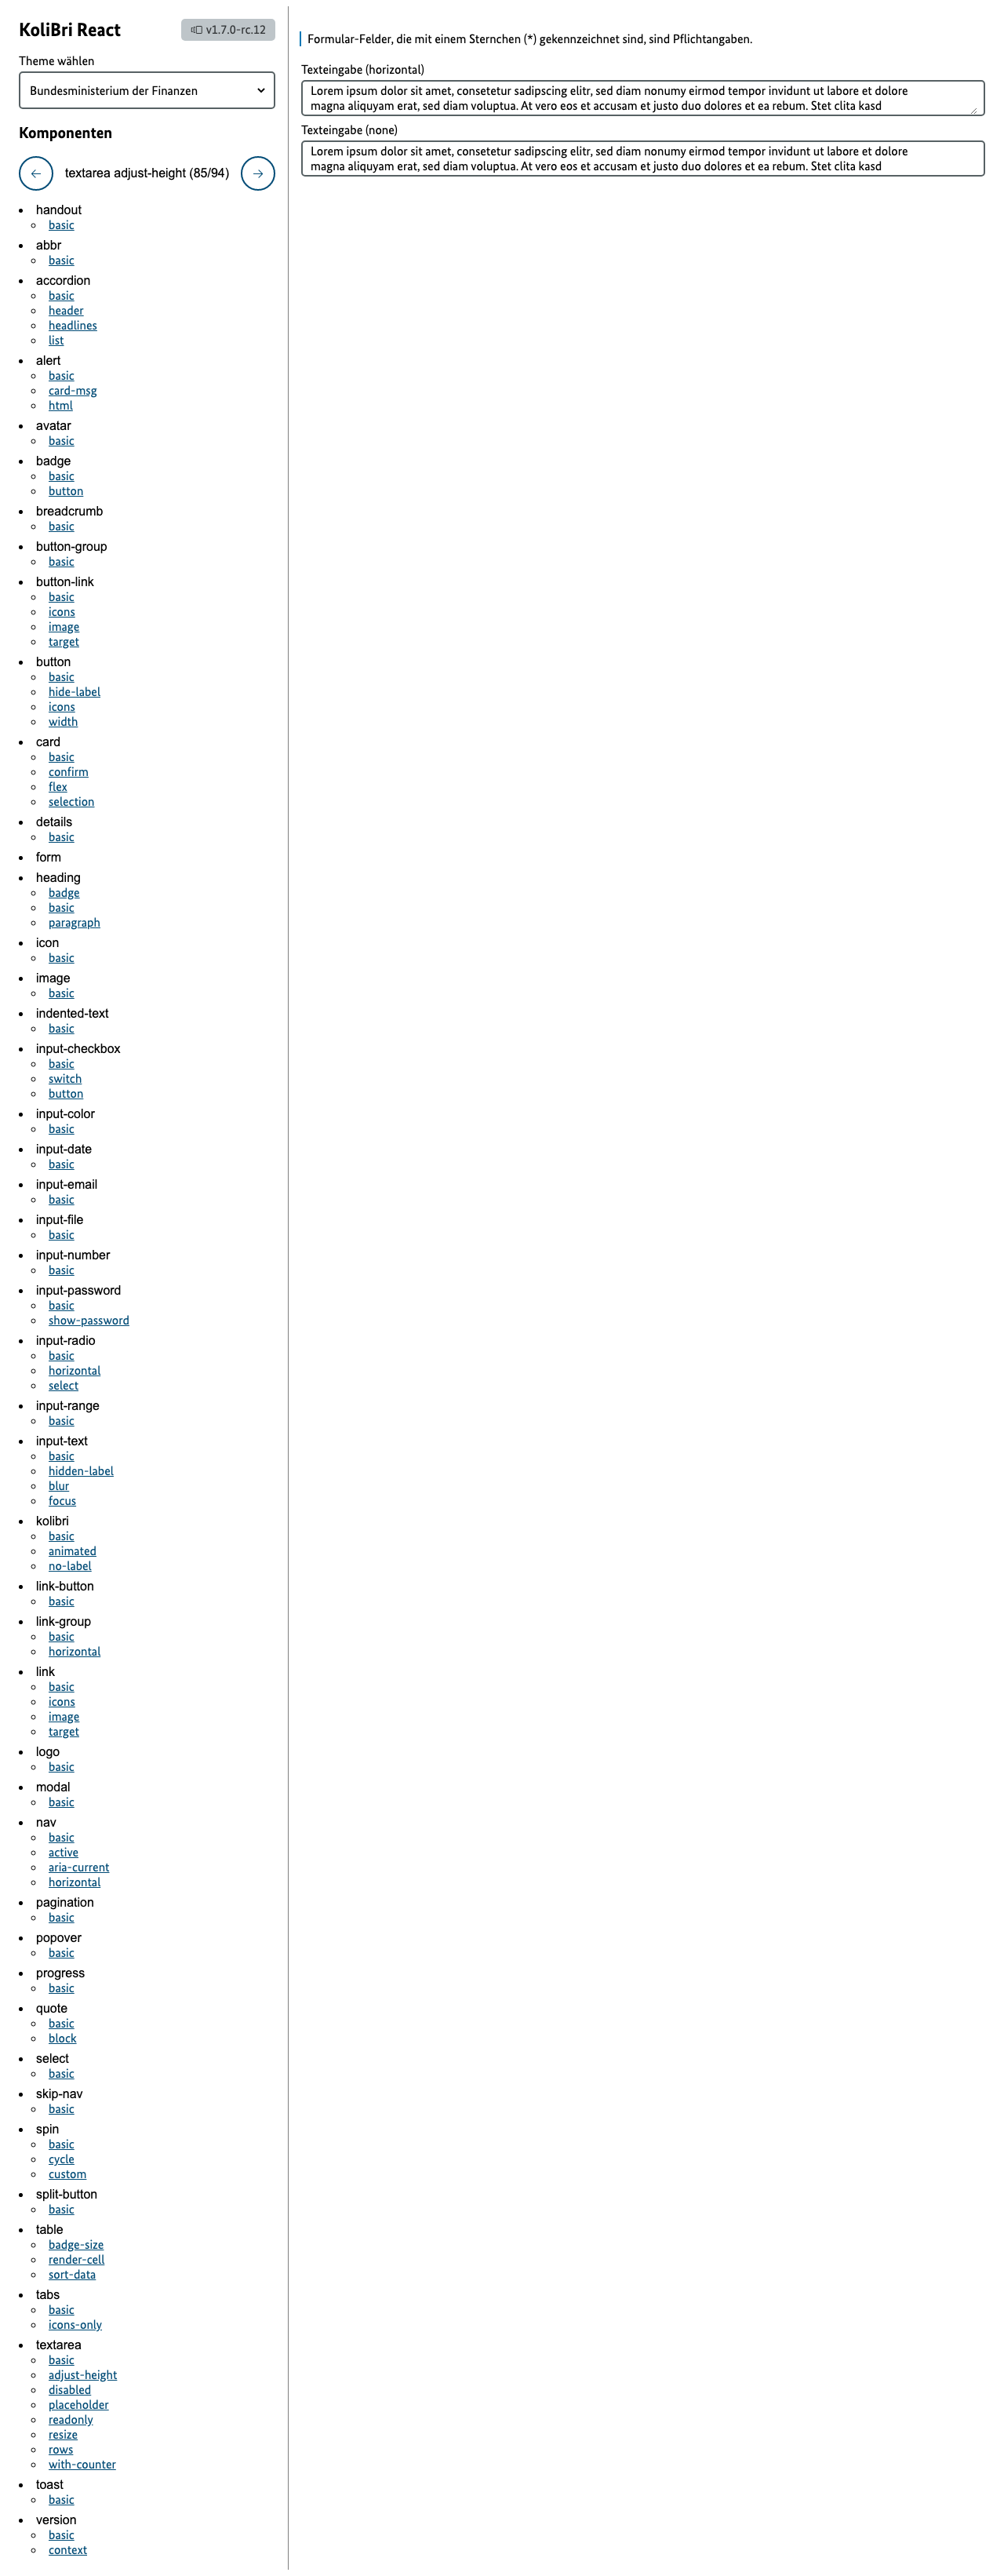 KoliBri React
v1.7.0-rc.12
Theme wählen
Bundesministerium der Finanzen
Komponenten
textarea adjust-height (85/94)
handout
basic
abbr
basic
accordion
basic
header
headlines
list
alert
basic
card-msg
html
avatar
basic
badge
basic
button
breadcrumb
basic
button-group
basic
button-link
basic
icons
image
target
button
basic
hide-label
icons
width
card
basic
confirm
flex
selection
details
basic
form
heading
badge
basic
paragraph
icon
basic
image
basic
indented-text
basic
input-checkbox
basic
switch
button
input-color
basic
input-date
basic
input-email
basic
input-file
basic
input-number
basic
input-password
basic
show-password
input-radio
basic
horizontal
select
input-range
basic
input-text
basic
hidden-label
blur
focus
kolibri
basic
animated
no-label
link-button
basic
link-group
basic
horizontal
link
basic
icons
image
target
logo
basic
modal
basic
nav
basic
active
aria-current
horizontal
pagination
basic
popover
basic
progress
basic
quote
basic
block
select
basic
skip-nav
basic
spin
basic
cycle
custom
split-button
basic
table
badge-size
render-cell
sort-data
tabs
basic
icons-only
textarea
basic
adjust-height
disabled
placeholder
readonly
resize
rows
with-counter
toast
basic
version
basic
context
Formular-Felder, die mit einem Sternchen (*) gekennzeichnet sind, sind Pflichtangaben.
Texteingabe (horizontal)
Lorem ipsum dolor sit amet, consetetur sadipscing elitr, sed diam nonumy eirmod tempor invidunt ut labore et dolore
magna aliquyam erat, sed diam voluptua. At vero eos et accusam et justo duo dolores et ea rebum. Stet clita kasd
Texteingabe (none)
Lorem ipsum dolor sit amet, consetetur sadipscing elitr, sed diam nonumy eirmod tempor invidunt ut labore et dolore
magna aliquyam erat, sed diam voluptua. At vero eos et accusam et justo duo dolores et ea rebum. Stet clita kasd